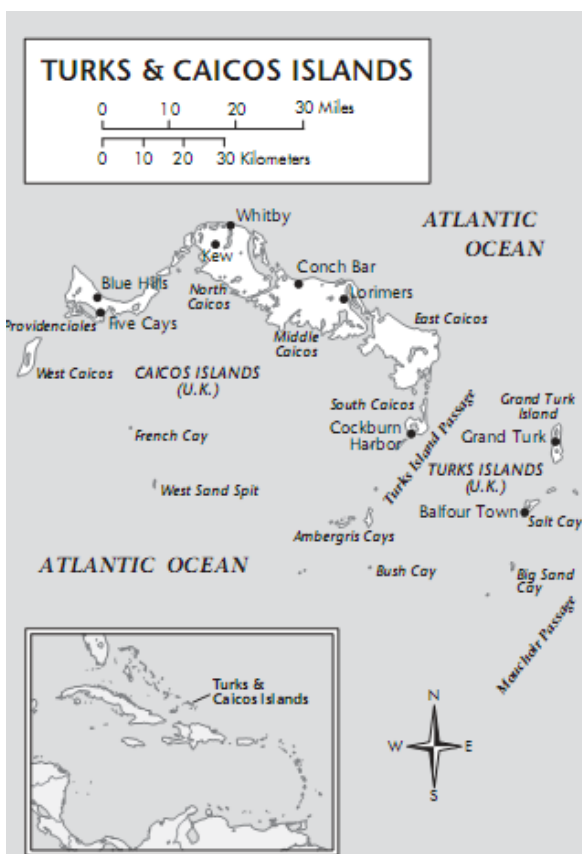 TURKS & CAICOS ISLANDS
0 10 20 30 Miles
0 10 20 30 Kilometers
Whitby
ATLANTIC
OCEAN
Kew
Conch Bar
Blue Hills
North
Caicos
Lorimers
Providenciales
Five Cays
East Caicos
Middle
Caicos
West Caicos
CAICOS ISLANDS
(U.K.)
Grand Turk
Island
South Caicos
Cockburn
Harbor
Turks Island Passage
French Cay
Grand Turk
TURKS ISLANDS
(U.K.)
West Sand Spit
Balfour Town
Salt Cay
Ambergris Cays
ATLANTIC OCEAN
Bush Cay
Big Sand
Cay
Mouchoir Passage
Turks &
Caicos Islands
N
W E
S